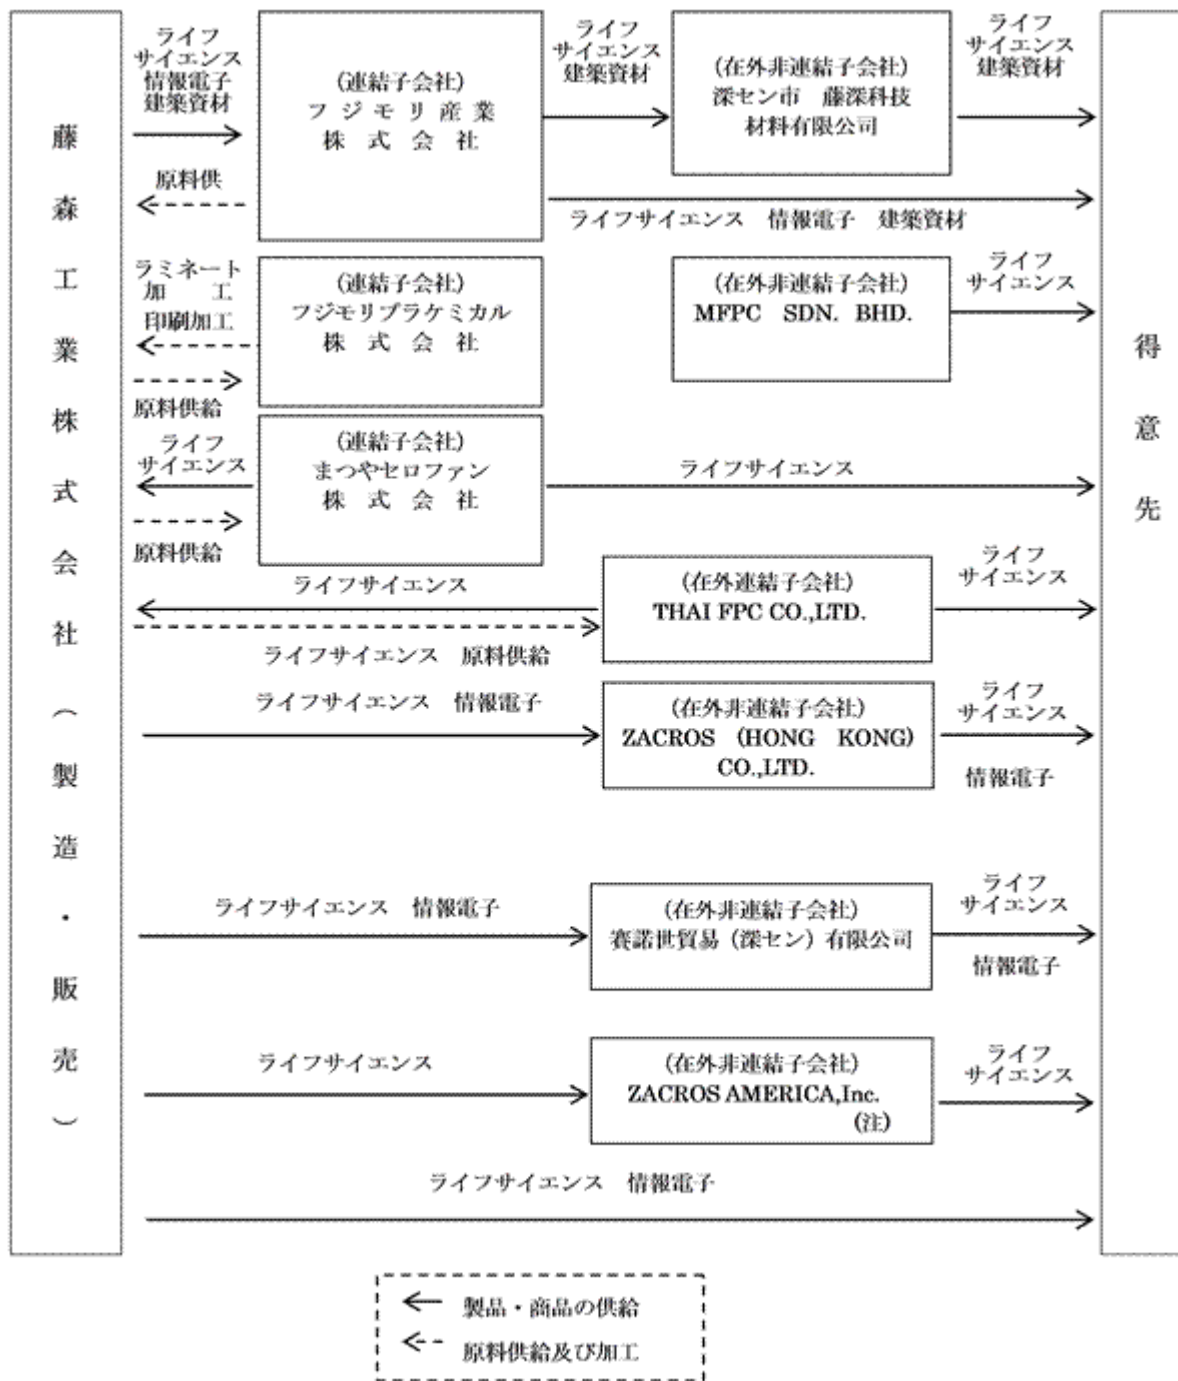 藤森工業株式会社（製造・販売）
ライフ
サイエンス
情報電子
建築資材
原料供
(連結子会社)
フジモリ産業
株式会社
ライフ
サイエンス
建築資材
(在外非連結子会社)
深セン市　藤深科技
材料有限公司
ライフ
サイエンス
建築資材
ライフサイエンス　情報電子　建築資材
ラミネート
加　工
印刷加工
原料供給
(連結子会社)
フジモリプラケミカル
株式会社
(在外非連結子会社)
MFPC SDN. BHD.
ライフ
サイエンス
ライフ
サイエンス
原料供給
(連結子会社)
まつやセロファン
株式会社
ライフサイエンス
ライフサイエンス
ライフサイエンス　原料供給
(在外連結子会社)
THAI FPC CO.,LTD.
ライフ
サイエンス
ライフサイエンス　情報電子
(在外非連結子会社)
ZACROS (HONG KONG)
CO.,LTD.
ライフ
サイエンス
情報電子
ライフサイエンス　情報電子
(在外非連結子会社)
賽諾世貿易（深セン）有限公司
ライフ
サイエンス
情報電子
ライフサイエンス
(在外非連結子会社)
ZACROS AMERICA,Inc.
(注)
ライフ
サイエンス
ライフサイエンス　情報電子
得意先
製品・商品の供給
原料供給及び加工